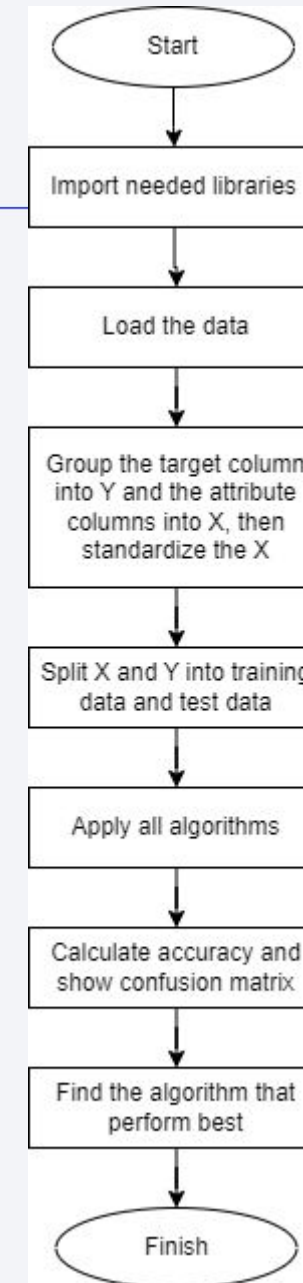 Start
Import needed libraries
Load the data
Group the target column
into Y and the attribute
columns into X, then
standardize the X
Split X and Y into training
data and test data
Apply all algorithms
Calculate accuracy and
show confusion matrix
Find the algorithm that
perform best
Finish